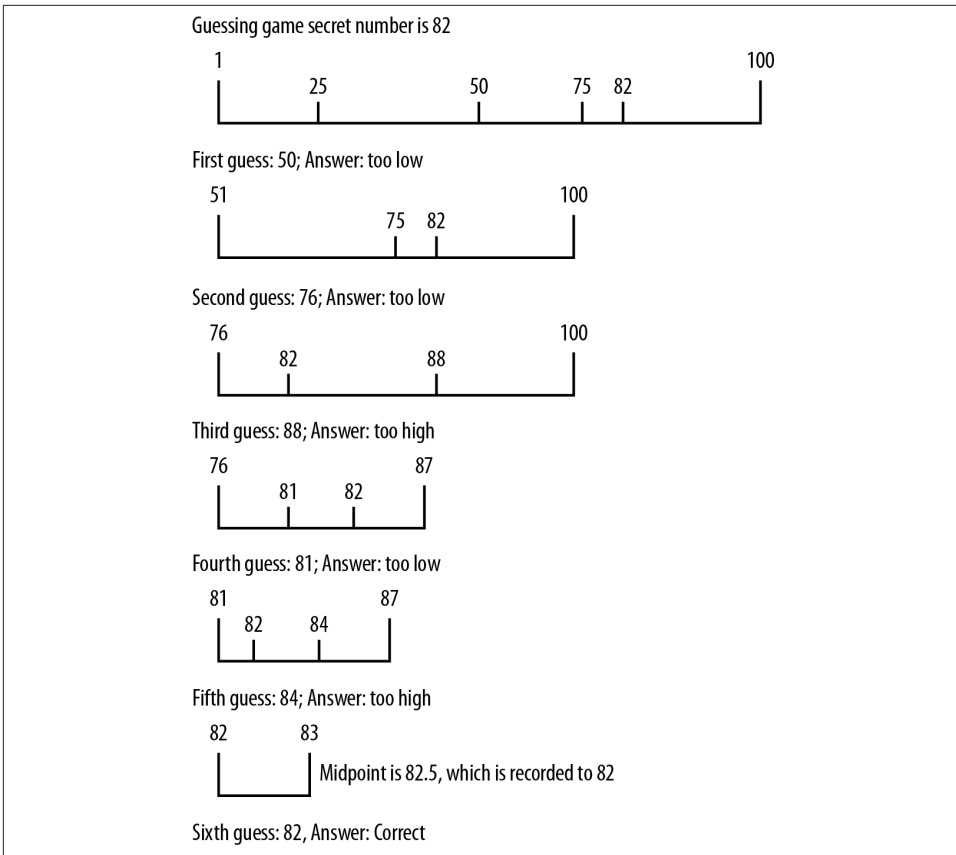 Guessing game secret number is 82
1 100
25 50 75 82
First guess: 50; Answer: too low
51 100
75 82
Second guess: 76; Answer: too low
76 100
82 88
Third guess: 88; Answer: too high
76 87
81 82
Fourth guess: 81; Answer: too low
81 87
82 84
Fifth guess: 84; Answer: too high
82 83
Midpoint is 82.5, which is recorded to 82
Sixth guess: 82, Answer: Correct